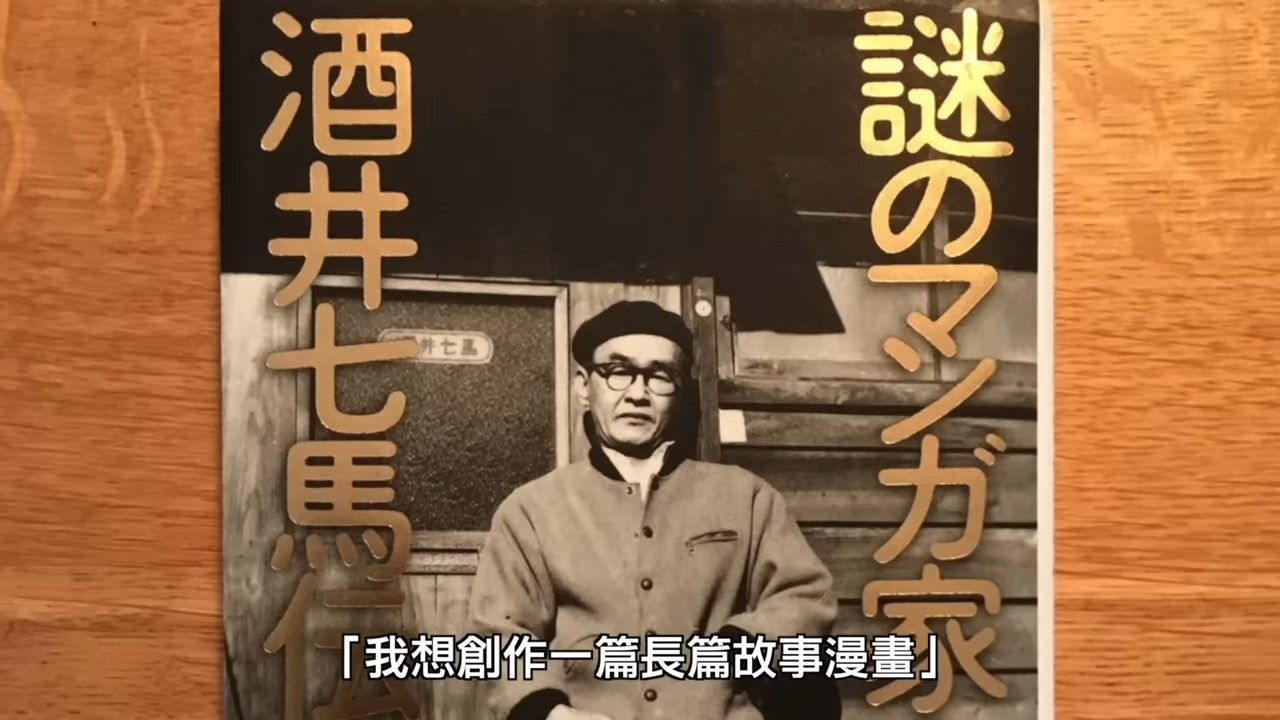 謎のマンガ家
酒井七馬伝
井七馬
「我想創作一篇長篇故事漫畫」